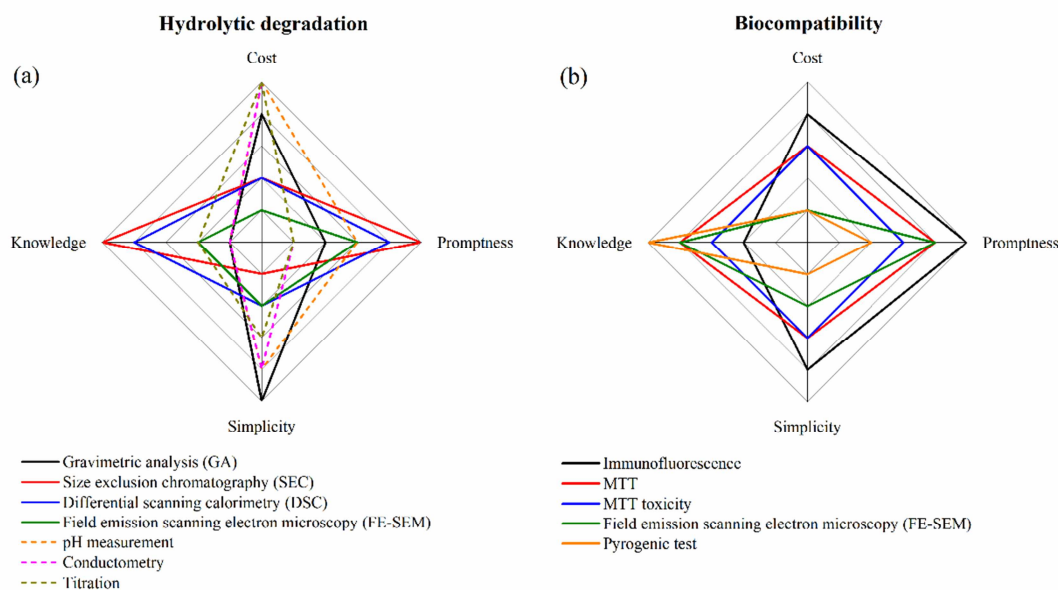 Hydrolytic degradation
(a)
Cost
Knowledge
Promptness
Simplicity
Gravimetric analysis (GA)
Size exclusion chromatography (SEC)
Differential scanning calorimetry (DSC)
Field emission scanning electron microscopy (FE-SEM)
pH measurement
Conductometry
Titration
Biocompatibility
(b)
Cost
Knowledge
Promptness
Simplicity
Immunofluorescence
MTT
MTT toxicity
Field emission scanning electron microscopy (FE-SEM)
Pyrogenic test